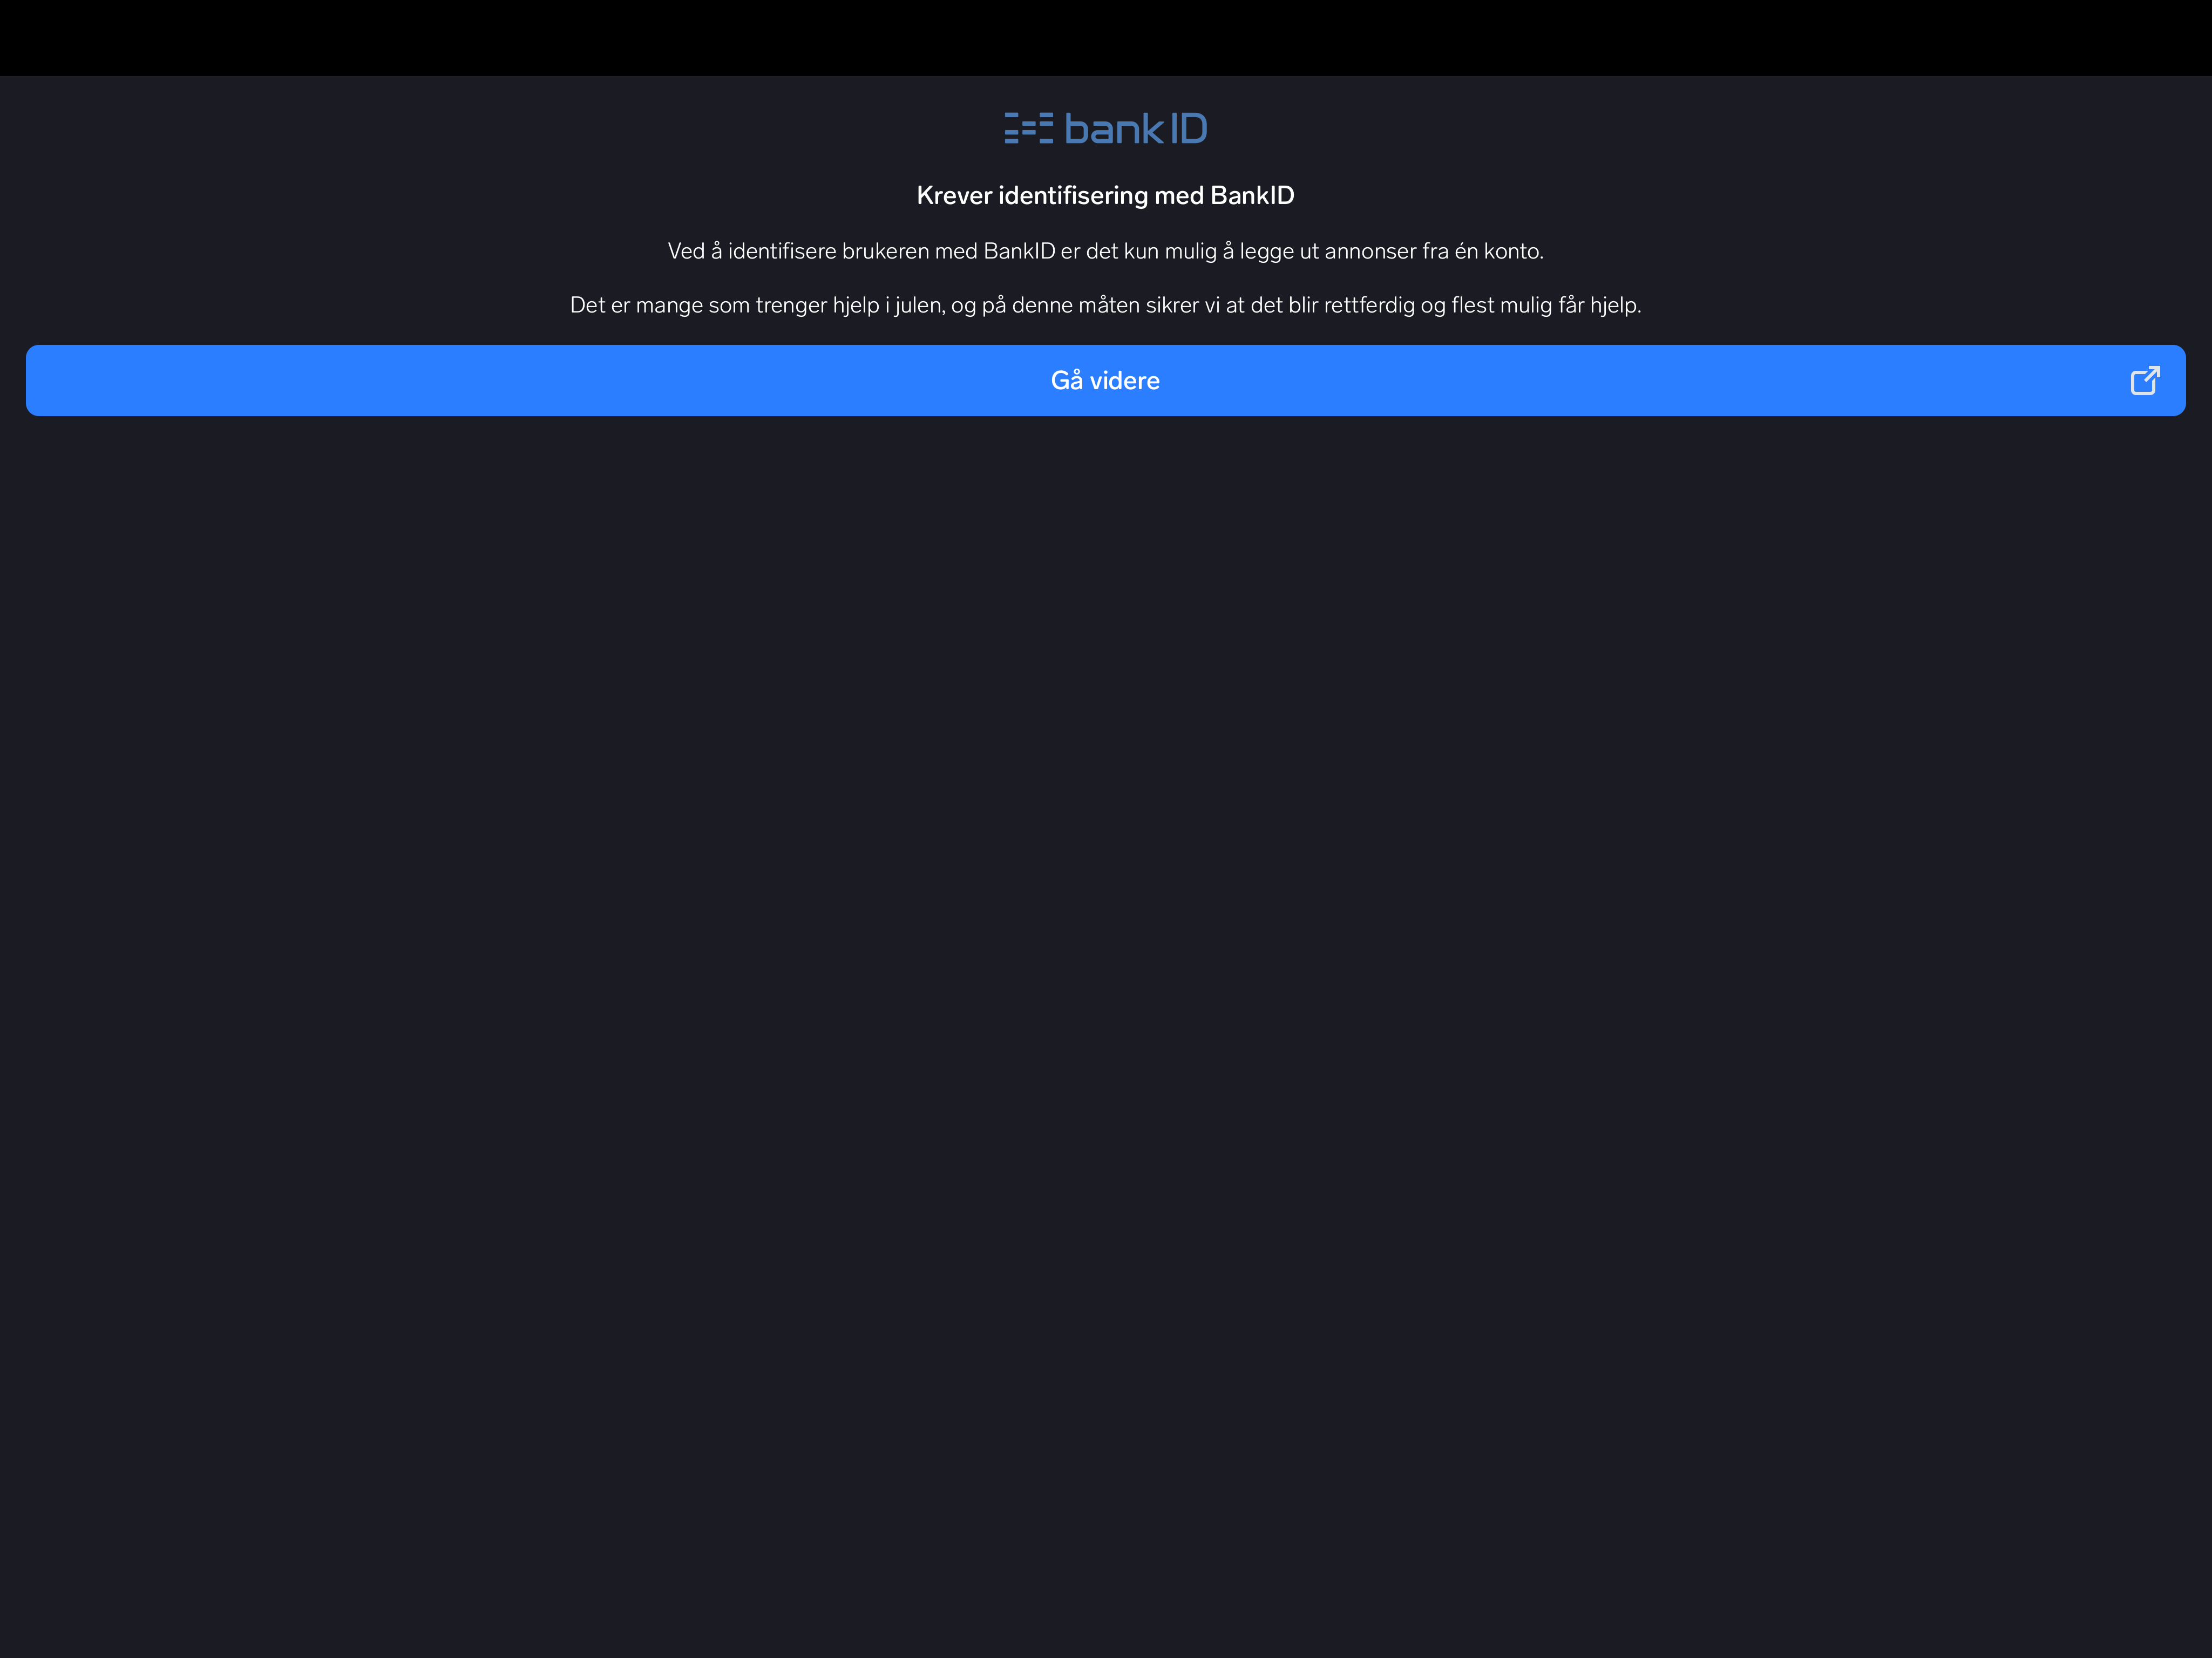 bankID
Krever identifisering med BankID
Ved å identifisere brukeren med BankID er det kun mulig å legge ut annonser fra én konto.
Det er mange som trenger hjelp i julen, og på denne måten sikrer vi at det blir rettferdig og flest mulig får hjelp.
Gå videre